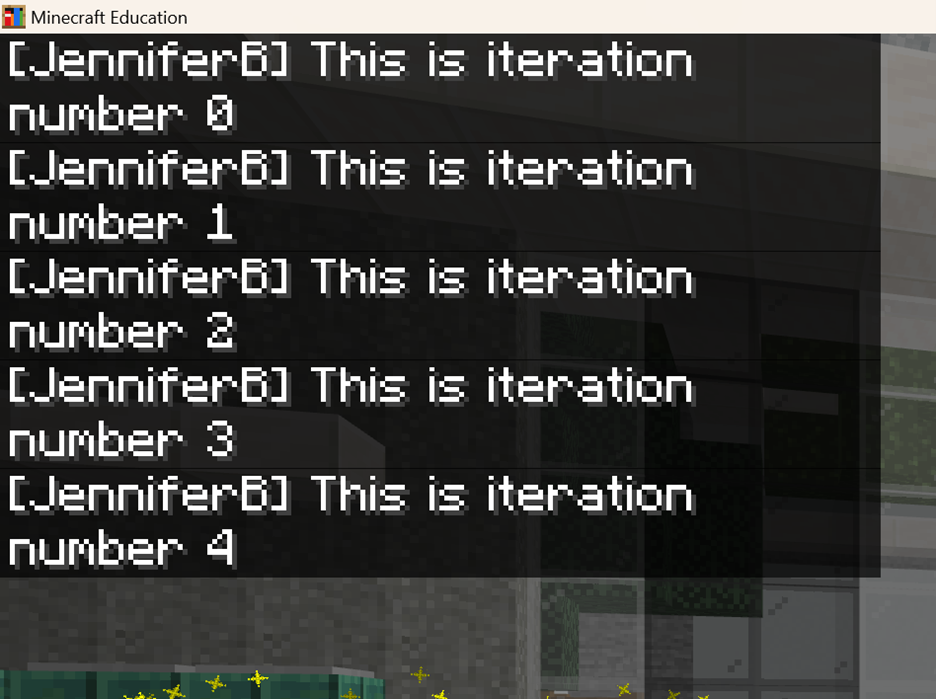 Minecraft Education
[JenniferB] This is iteration
number 0
[JenniferB] This is iteration
number 1
[JenniferB] This is iteration
number 2
[JenniferB] This is iteration
number 3
[JenniferB] This is iteration
number 4